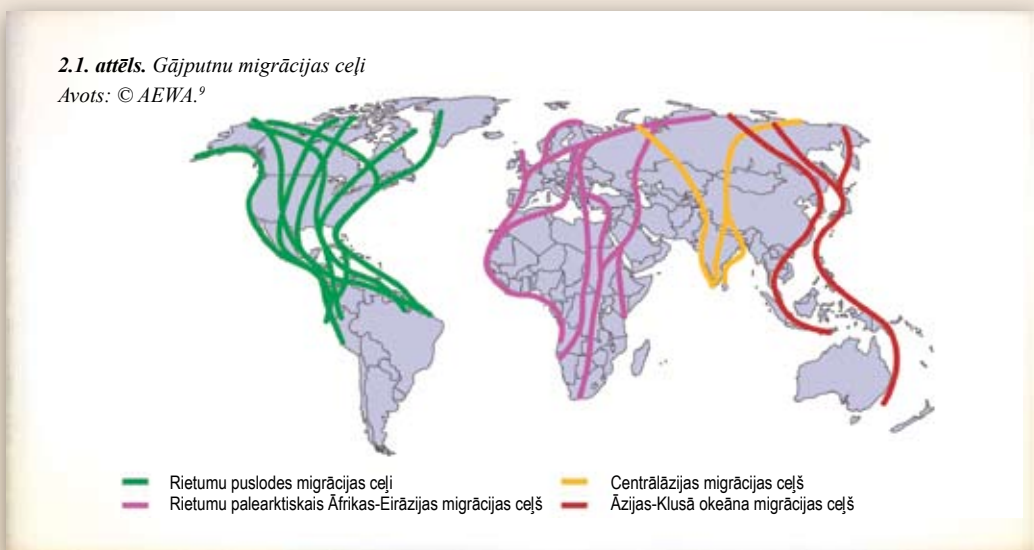 2.1. attēls. Gājputnu migrācijas ceļi
Avots: © AEWA.⁹
Rietumu puslodes migrācijas ceļi
Rietumu palearktiskais Āfrikas-Eirāzijas migrācijas ceļš
Centrālāzijas migrācijas ceļš
Āzijas-Klusā okeāna migrācijas ceļš